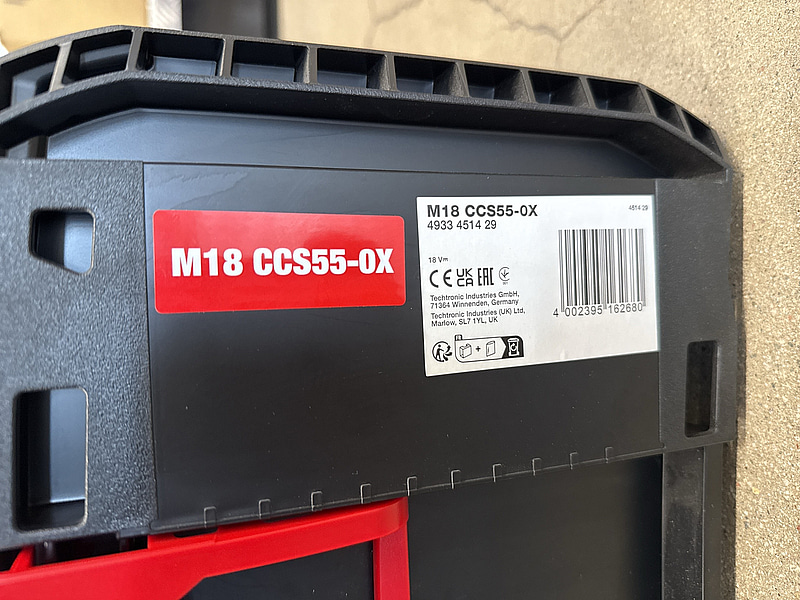 M18 CCS55-0X
M18 CCS55-0X
4933 4514 29
4514 29
18 V
CE UK CA EAC
Techtronic Industries GmbH,
71364 Winnenden, Germany
Techtronic Industries (UK) Ltd,
Marlow, SL7 1YL, UK
4 002395 162680
FR
+